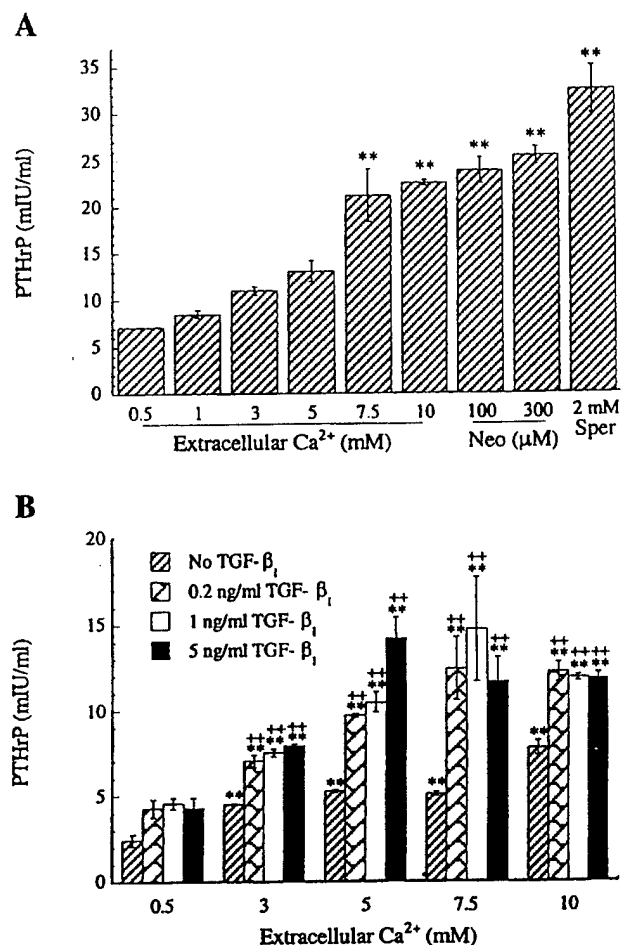 A
35
30
25
20
15
10
5
0
PTHrP (mIU/ml)
**
**
**
**
**
0.5 1 3 5 7.5 10 100 300 2 mM
Extracellular Ca²⁺ (mM) Neo (μM) Sper
B
20
15
10
5
0
PTHrP (mIU/ml)
No TGF- β₁
0.2 ng/ml TGF- β₁
1 ng/ml TGF- β₁
5 ng/ml TGF- β₁
** ++ ** ++ ** ++ **
** ++ ** ++ ** ++ **
** ++ ** ++ ** ++ **
** ++ ** ++ ** ++ **
0.5 3 5 7.5 10
Extracellular Ca²⁺ (mM)